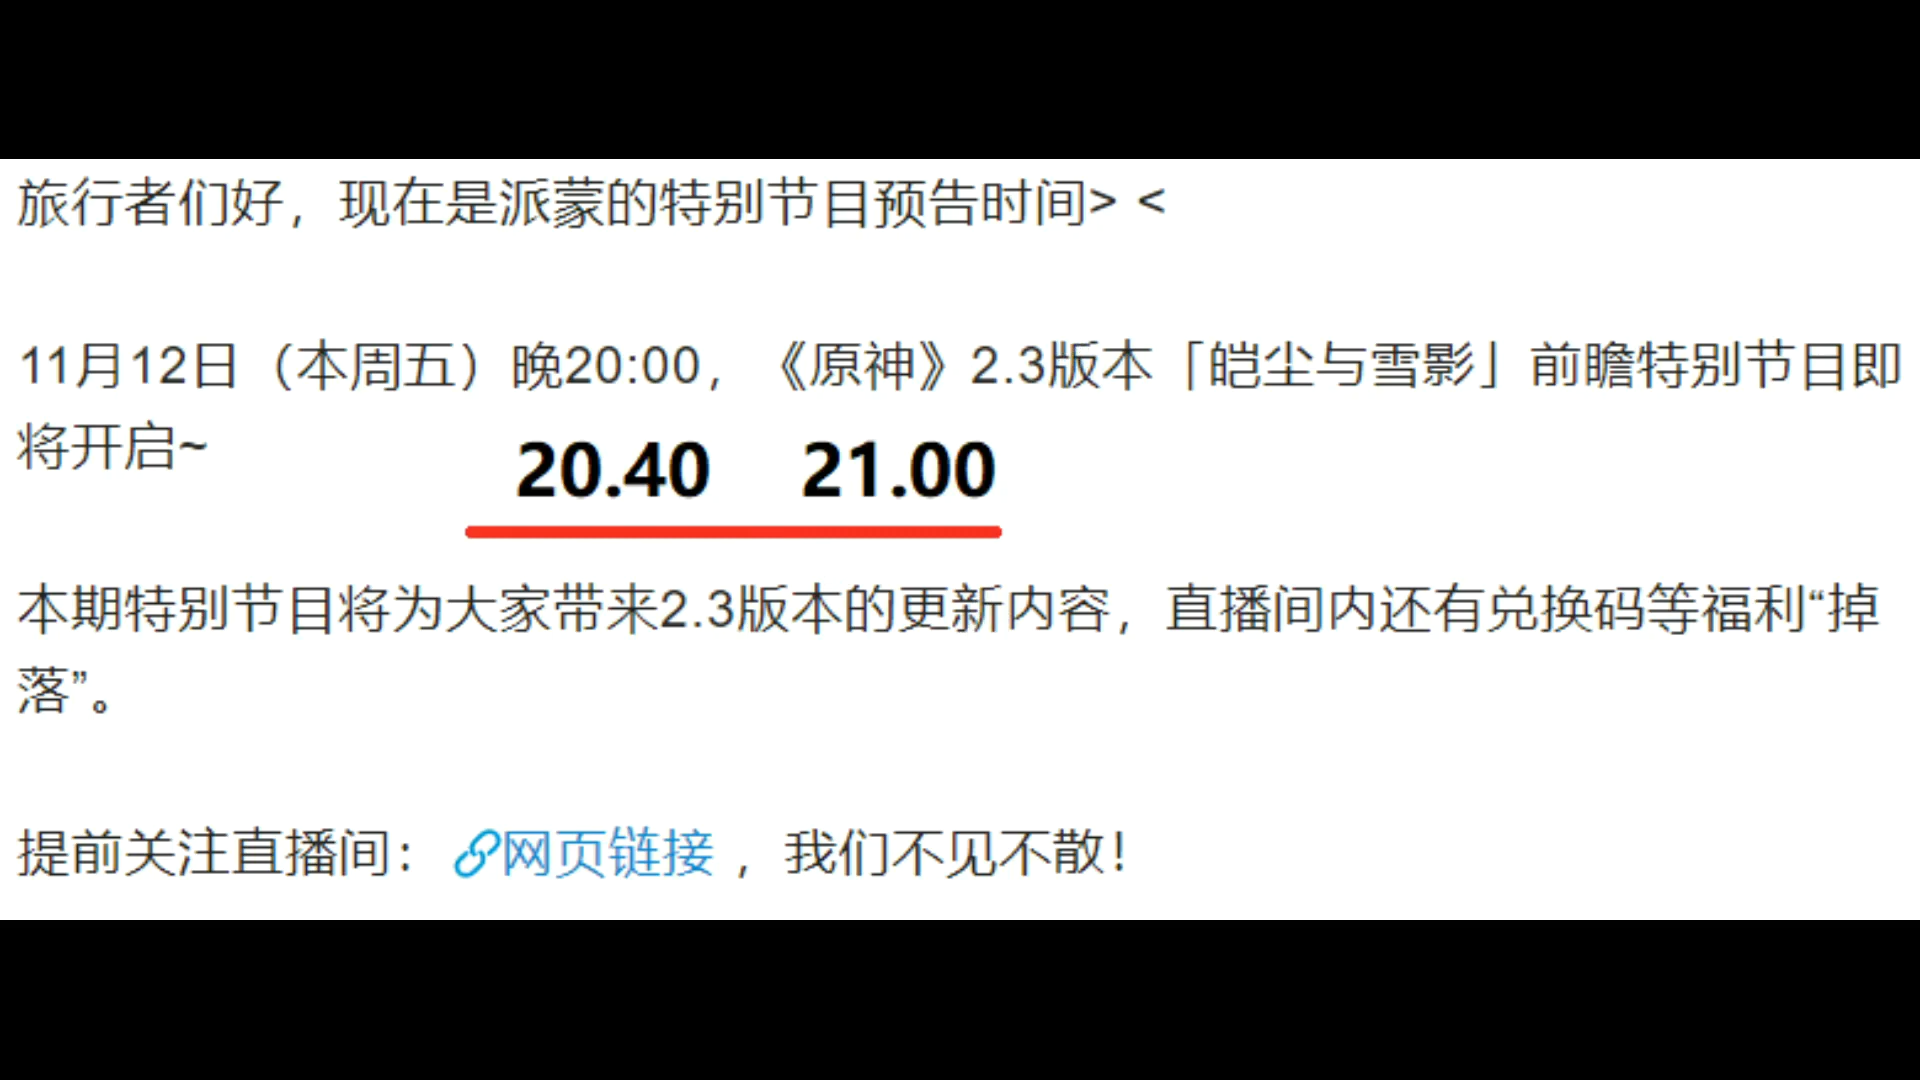 旅行者们好，现在是派蒙的特别节目预告时间> <
11月12日（本周五）晚20:00，《原神》2.3版本「皑尘与雪影」前瞻特别节目即
将开启~
20.40 21.00
本期特别节目将为大家带来2.3版本的更新内容，直播间内还有兑换码等福利“掉
落”。
提前关注直播间：网页链接 ，我们不见不散！